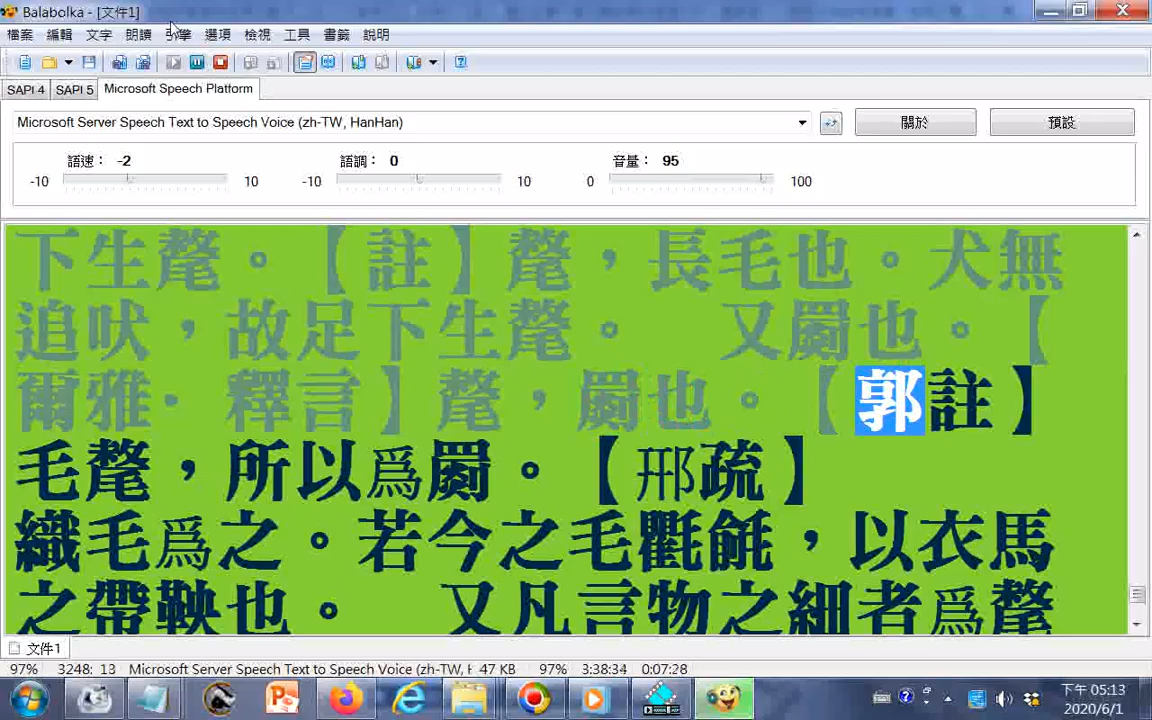 Balabolka - [文件1]
檔案 編輯 文字 朗讀 引擎 選項 檢視 工具 書籤 說明
SAPI 4 SAPI 5 Microsoft Speech Platform
Microsoft Server Speech Text to Speech Voice (zh-TW, HanHan) 關於 預設
語速： -2 語調： 0 音量： 95
-10 10 -10 10 0 100
下生氂。【註】氂，長毛也。犬無
追吠，故足下生氂。 又罽也。【
爾雅·釋言】氂，罽也。【郭註】
毛氂，所以爲罽。【邢疏】
織毛爲之。若今之毛氍毹，以衣馬
之帶鞅也。 又凡言物之細者爲氂
文件1
97% 3248: 13 Microsoft Server Speech Text to Speech Voice (zh-TW, H 47 KB 97% 3:38:34 0:07:28
下午 05:13
2020/6/1